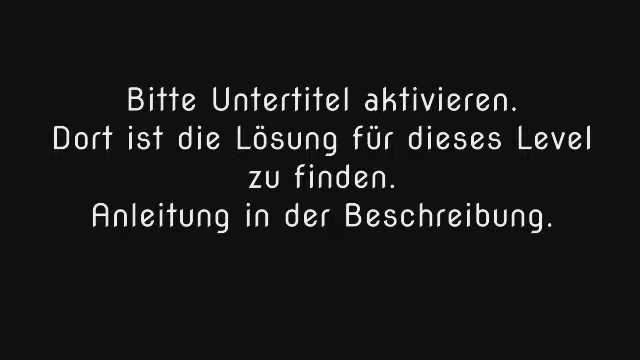 Bitte Untertitel aktivieren.
Dort ist die Lösung für dieses Level
zu finden.
Anleitung in der Beschreibung.